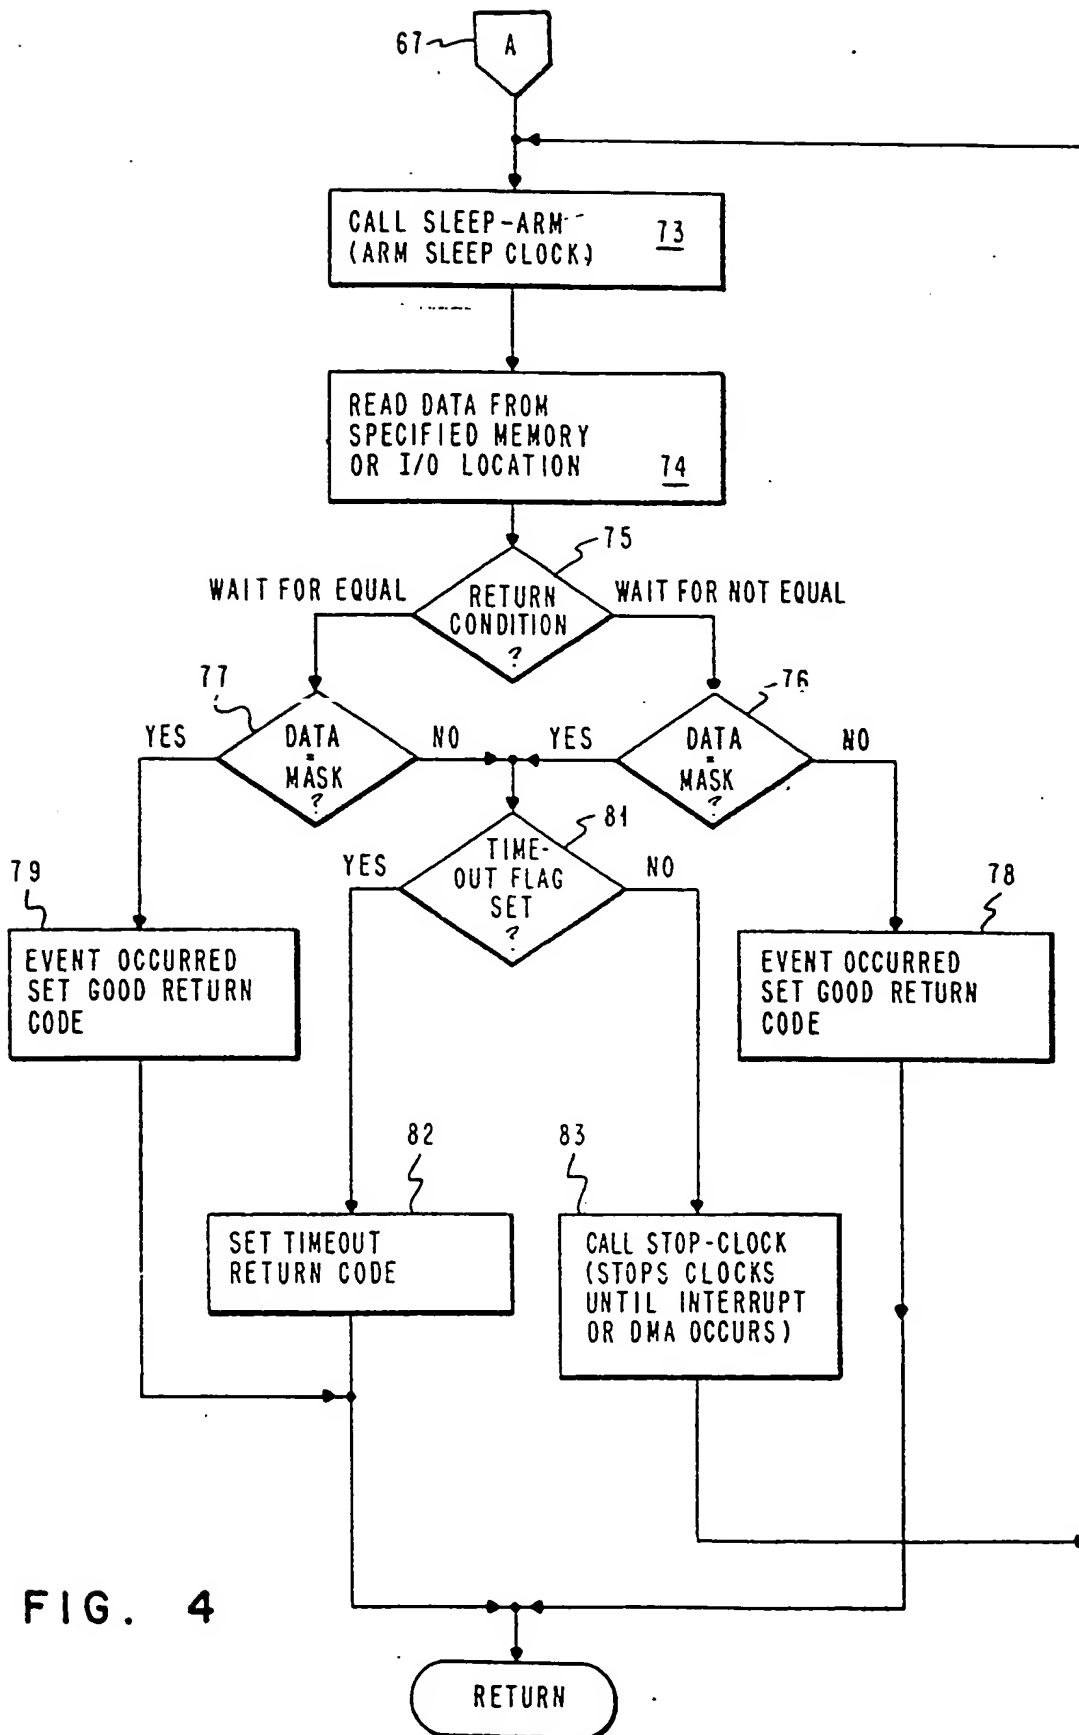 67
A
CALL SLEEP-ARM
(ARM SLEEP CLOCK)
73
READ DATA FROM
SPECIFIED MEMORY
OR I/O LOCATION
74
75
WAIT FOR EQUAL
RETURN
CONDITION
?
WAIT FOR NOT EQUAL
77
76
YES
DATA
=
MASK
?
NO
YES
DATA
=
MASK
?
NO
81
YES
TIME-
OUT FLAG
SET
?
NO
79
EVENT OCCURRED
SET GOOD RETURN
CODE
78
EVENT OCCURRED
SET GOOD RETURN
CODE
82
SET TIMEOUT
RETURN CODE
83
CALL STOP-CLOCK
(STOPS CLOCKS
UNTIL INTERRUPT
OR DMA OCCURS)
FIG. 4
RETURN